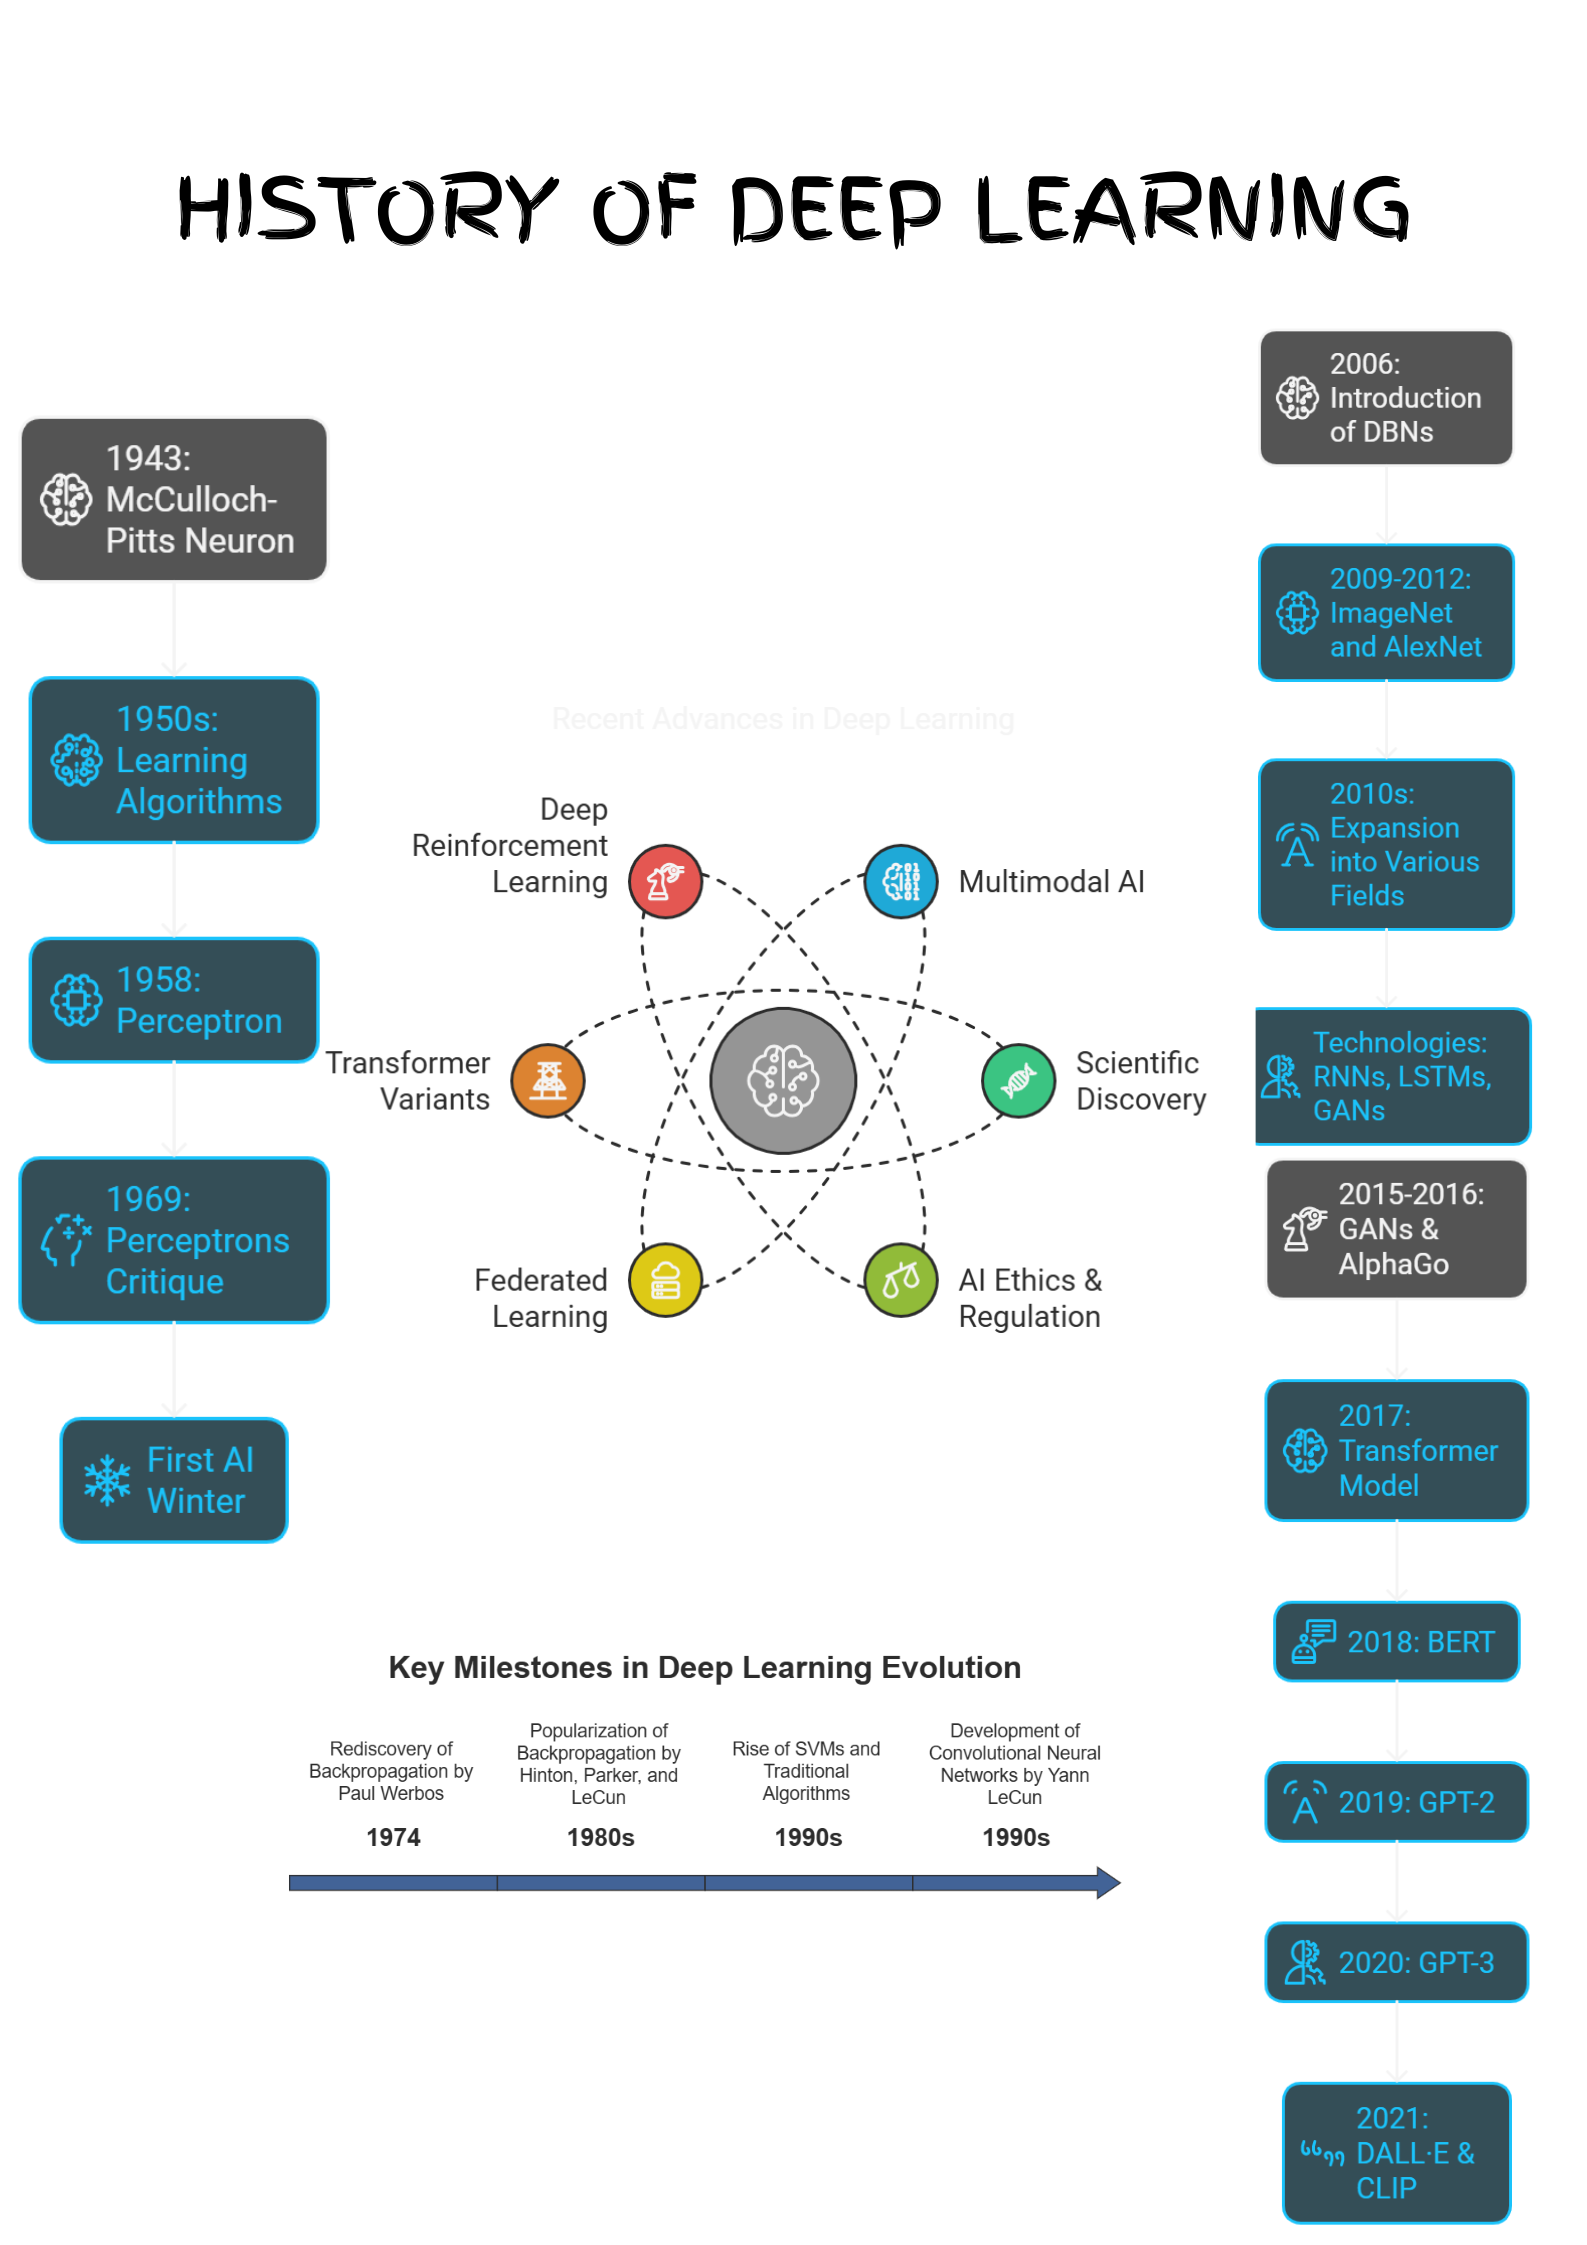 HISTORY OF DEEP LEARNING
1943:
McCulloch-
Pitts Neuron
1950s:
Learning
Algorithms
1958:
Perceptron
1969:
Perceptrons
Critique
First AI
Winter
Recent Advances in Deep Learning
Deep
Reinforcement
Learning
Multimodal AI
Transformer
Variants
Scientific
Discovery
Federated
Learning
AI Ethics &
Regulation
Key Milestones in Deep Learning Evolution
Rediscovery of
Backpropagation by
Paul Werbos
1974
Popularization of
Backpropagation by
Hinton, Parker, and
LeCun
1980s
Rise of SVMs and
Traditional
Algorithms
1990s
Development of
Convolutional Neural
Networks by Yann
LeCun
1990s
2006:
Introduction
of DBNs
2009-2012:
ImageNet
and AlexNet
2010s:
Expansion
into Various
Fields
Technologies:
RNNs, LSTMs,
GANs
2015-2016:
GANs &
AlphaGo
2017:
Transformer
Model
2018: BERT
2019: GPT-2
2020: GPT-3
2021:
DALL·E &
CLIP